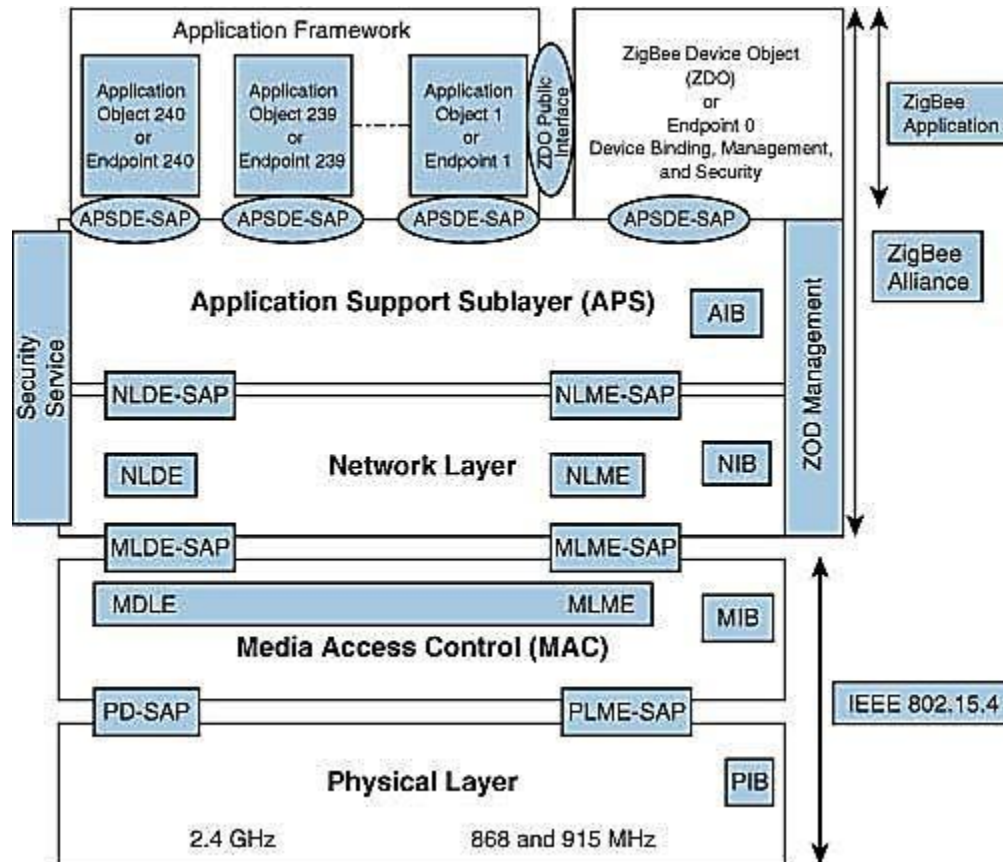 Application Framework
Application
Object 240
or
Endpoint 240
Application
Object 239
or
Endpoint 239
Application
Object 1
or
Endpoint 1
ZDO Public
Interface
ZigBee Device Object
(ZDO)
or
Endpoint 0
Device Binding, Management,
and Security
ZigBee
Application
APSDE-SAP
APSDE-SAP
APSDE-SAP
APSDE-SAP
ZigBee
Alliance
Security
Service
Application Support Sublayer (APS)
AIB
ZOD Management
NLDE-SAP
NLME-SAP
NLDE
Network Layer
NLME
NIB
MLDE-SAP
MLME-SAP
MDLE
MLME
MIB
Media Access Control (MAC)
PD-SAP
PLME-SAP
IEEE 802.15.4
Physical Layer
PIB
2.4 GHz
868 and 915 MHz